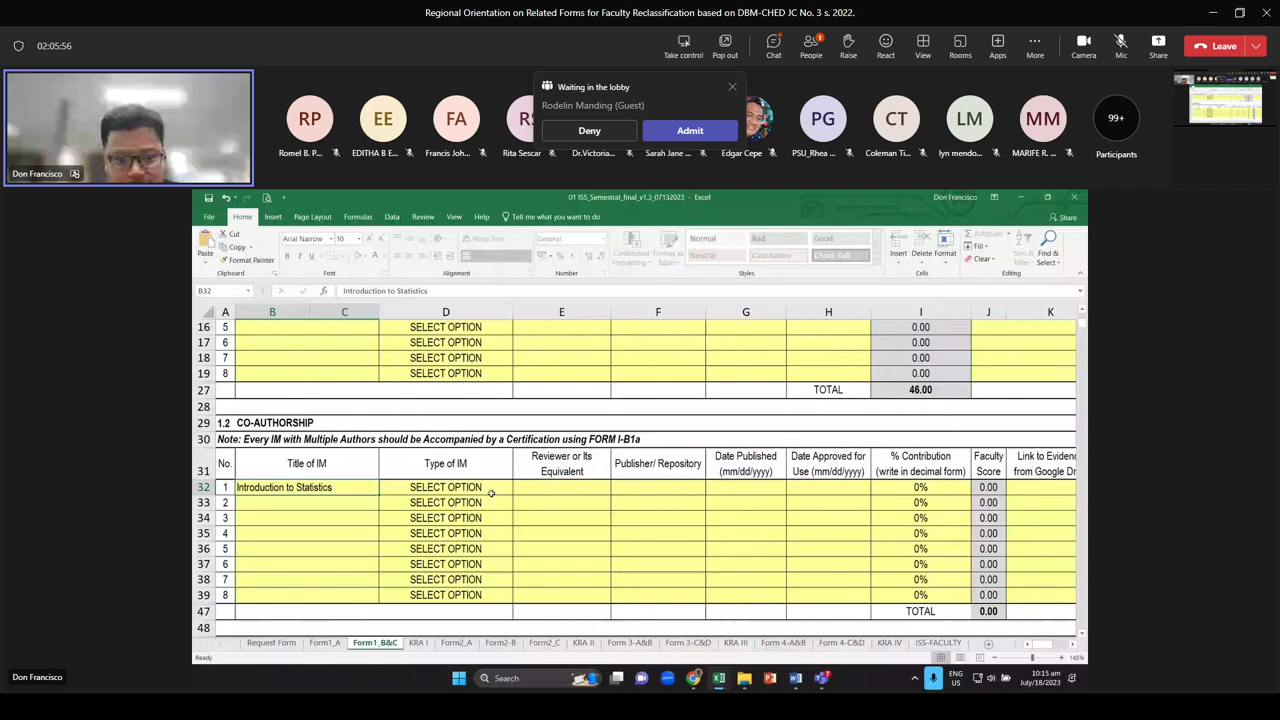 Regional Orientation on Related Forms for Faculty Reclassification based on DBM-CHED JC No. 3 s. 2022.
02:05:56
Take control Pop out Chat People 1 Raise React View Rooms Apps More Camera Mic Share Leave
Waiting in the lobby
Rodelin Manding (Guest)
Deny Admit
RP EE FA PG CT LM MM 99+
Romel B. P... EDITHA B E... Francis Joh... Rita Sescar Dr.Victoria... Sarah Jane ... Edgar Cepe PSU_Rhea ... Coleman Ti... lyn mendo... MARIFE R. ... Participants
Don Francisco
01 ISS_Semestral_final_v1.3_07132023 - Excel Don Francisco
File Home Insert Page Layout Formulas Data Review View Help Tell me what you want to do Share
Paste Cut Copy Format Painter
Arial Narrow 10 Wrap Text General
Conditional Formatting Format as Table
Normal Bad Good
Neutral Calculation Check Cell
Insert Delete Format
AutoSum Fill Clear Find & Select
Clipboard Font Alignment Number Styles Cells Editing
B32 fx Introduction to Statistics
A B C D E F G H I J K
16 5 SELECT OPTION 0.00
17 6 SELECT OPTION 0.00
18 7 SELECT OPTION 0.00
19 8 SELECT OPTION 0.00
27 TOTAL 46.00
28
29 1.2 CO-AUTHORSHIP
30 Note: Every IM with Multiple Authors should be Accompanied by a Certification using FORM I-B1a
31 No. Title of IM Type of IM Reviewer or Its Equivalent Publisher/ Repository Date Published (mm/dd/yyyy) Date Approved for Use (mm/dd/yyyy) % Contribution (write in decimal form) Faculty Score Link to Evidenc from Google Dr
32 1 Introduction to Statistics SELECT OPTION 0% 0.00
33 2 SELECT OPTION 0% 0.00
34 3 SELECT OPTION 0% 0.00
35 4 SELECT OPTION 0% 0.00
36 5 SELECT OPTION 0% 0.00
37 6 SELECT OPTION 0% 0.00
38 7 SELECT OPTION 0% 0.00
39 8 SELECT OPTION 0% 0.00
47 TOTAL 0.00
48
Request Form Form1_A Form1_B&C KRA I Form2_A Form2-B Form2_C KRA II Form 3-A&B Form 3-C&D KRA III Form 4-A&B Form 4-C&D KRA IV ISS-FACULTY
Ready 145%
Don Francisco
Search
ENG
US
10:15 am
July/18/2023